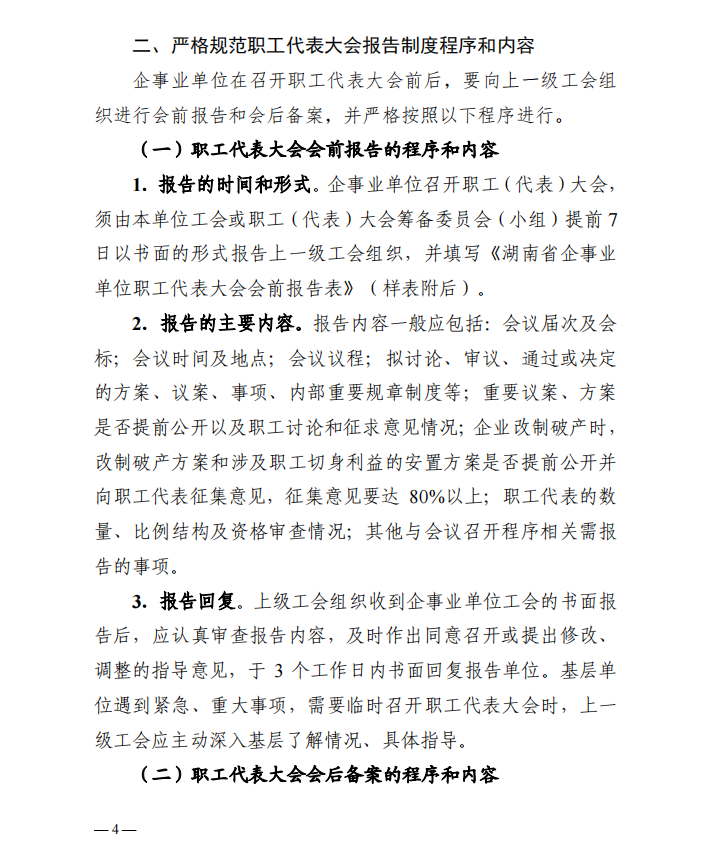 二、严格规范职工代表大会报告制度程序和内容
企事业单位在召开职工代表大会前后，要向上一级工会组
织进行会前报告和会后备案，并严格按照以下程序进行。
（一）职工代表大会会前报告的程序和内容
1. 报告的时间和形式。企事业单位召开职工（代表）大会，
须由本单位工会或职工（代表）大会筹备委员会（小组）提前 7
日以书面的形式报告上一级工会组织，并填写《湖南省企事业
单位职工代表大会会前报告表》（样表附后）。
2. 报告的主要内容。报告内容一般应包括：会议届次及会
标；会议时间及地点；会议议程；拟讨论、审议、通过或决定
的方案、议案、事项、内部重要规章制度等；重要议案、方案
是否提前公开以及职工讨论和征求意见情况；企业改制破产时，
改制破产方案和涉及职工切身利益的安置方案是否提前公开并
向职工代表征集意见，征集意见要达 80%以上；职工代表的数
量、比例结构及资格审查情况；其他与会议召开程序相关需报
告的事项。
3. 报告回复。上级工会组织收到企事业单位工会的书面报
告后，应认真审查报告内容，及时作出同意召开或提出修改、
调整的指导意见，于 3 个工作日内书面回复报告单位。基层单
位遇到紧急、重大事项，需要临时召开职工代表大会时，上一
级工会应主动深入基层了解情况、具体指导。
（二）职工代表大会会后备案的程序和内容
— 4 —